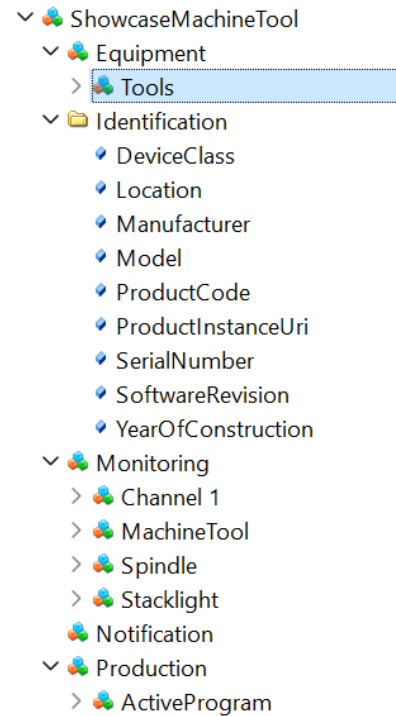 ShowcaseMachineTool
Equipment
Tools
Identification
DeviceClass
Location
Manufacturer
Model
ProductCode
ProductInstanceUri
SerialNumber
SoftwareRevision
YearOfConstruction
Monitoring
Channel 1
MachineTool
Spindle
Stacklight
Notification
Production
ActiveProgram